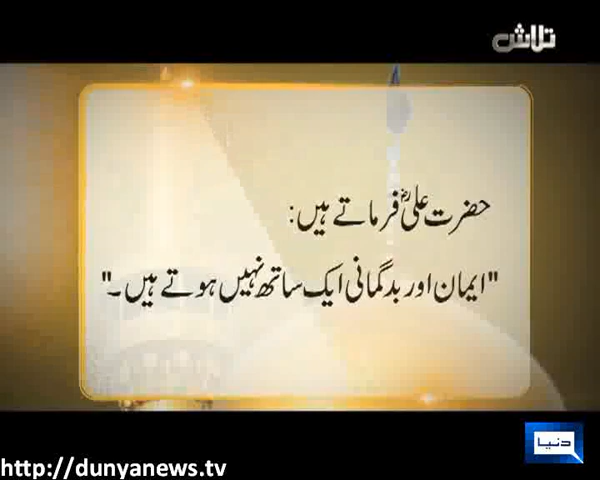 تلاش
حضرت علیؓ فرماتے ہیں:
"ایمان اور بدگمانی ایک ساتھ نہیں ہوتے ہیں۔"
دنیا
http://dunyanews.tv